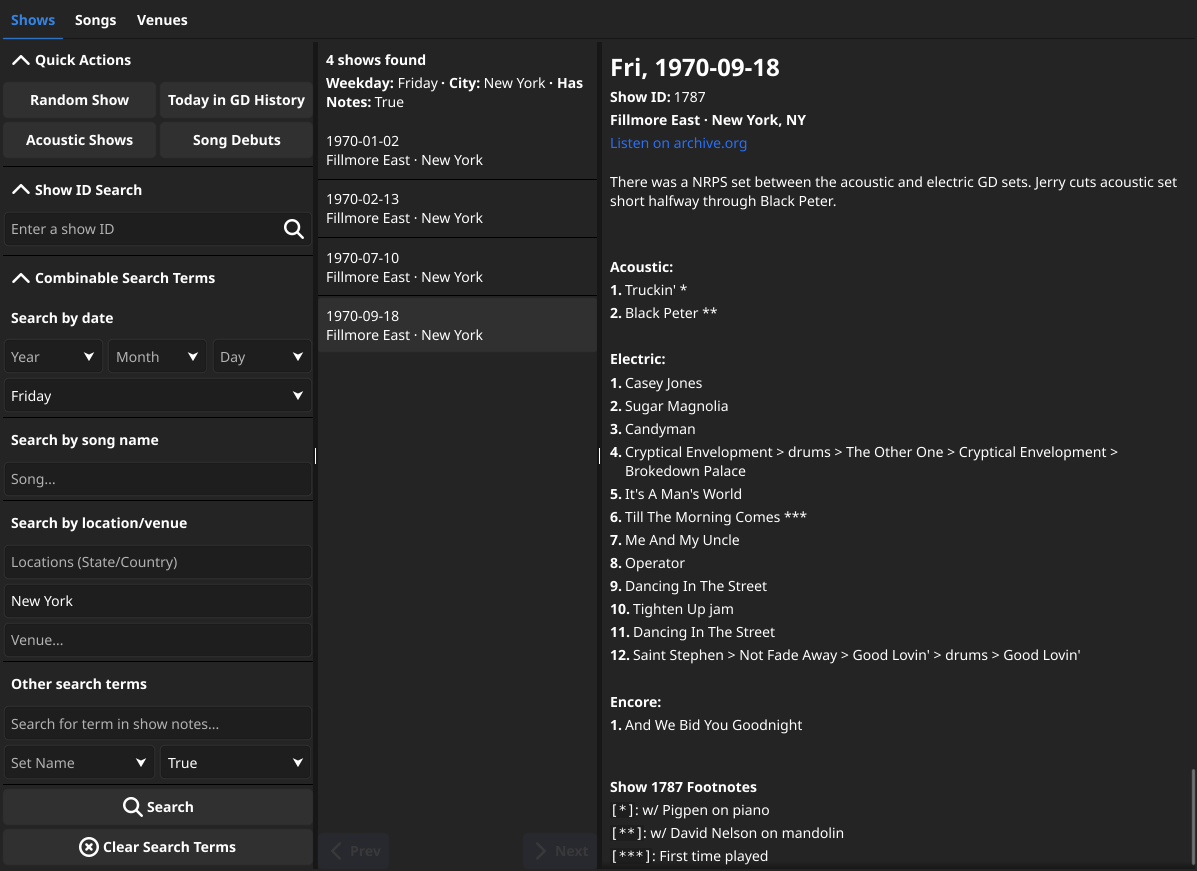 Shows Songs Venues
Quick Actions
Random Show
Today in GD History
Acoustic Shows
Song Debuts
Show ID Search
Enter a show ID
Combinable Search Terms
Search by date
Year
Month
Day
Friday
Search by song name
Song...
Search by location/venue
Locations (State/Country)
New York
Venue...
Other search terms
Search for term in show notes...
Set Name
True
Search
Clear Search Terms
4 shows found
Weekday: Friday · City: New York · Has
Notes: True
1970-01-02
Fillmore East · New York
1970-02-13
Fillmore East · New York
1970-07-10
Fillmore East · New York
1970-09-18
Fillmore East · New York
Prev
Next
Fri, 1970-09-18
Show ID: 1787
Fillmore East · New York, NY
Listen on archive.org
There was a NRPS set between the acoustic and electric GD sets. Jerry cuts acoustic set
short halfway through Black Peter.
Acoustic:
1. Truckin' *
2. Black Peter **
Electric:
1. Casey Jones
2. Sugar Magnolia
3. Candyman
4. Cryptical Envelopment > drums > The Other One > Cryptical Envelopment >
Brokedown Palace
5. It's A Man's World
6. Till The Morning Comes ***
7. Me And My Uncle
8. Operator
9. Dancing In The Street
10. Tighten Up jam
11. Dancing In The Street
12. Saint Stephen > Not Fade Away > Good Lovin' > drums > Good Lovin'
Encore:
1. And We Bid You Goodnight
Show 1787 Footnotes
[*]: w/ Pigpen on piano
[**]: w/ David Nelson on mandolin
[***]: First time played